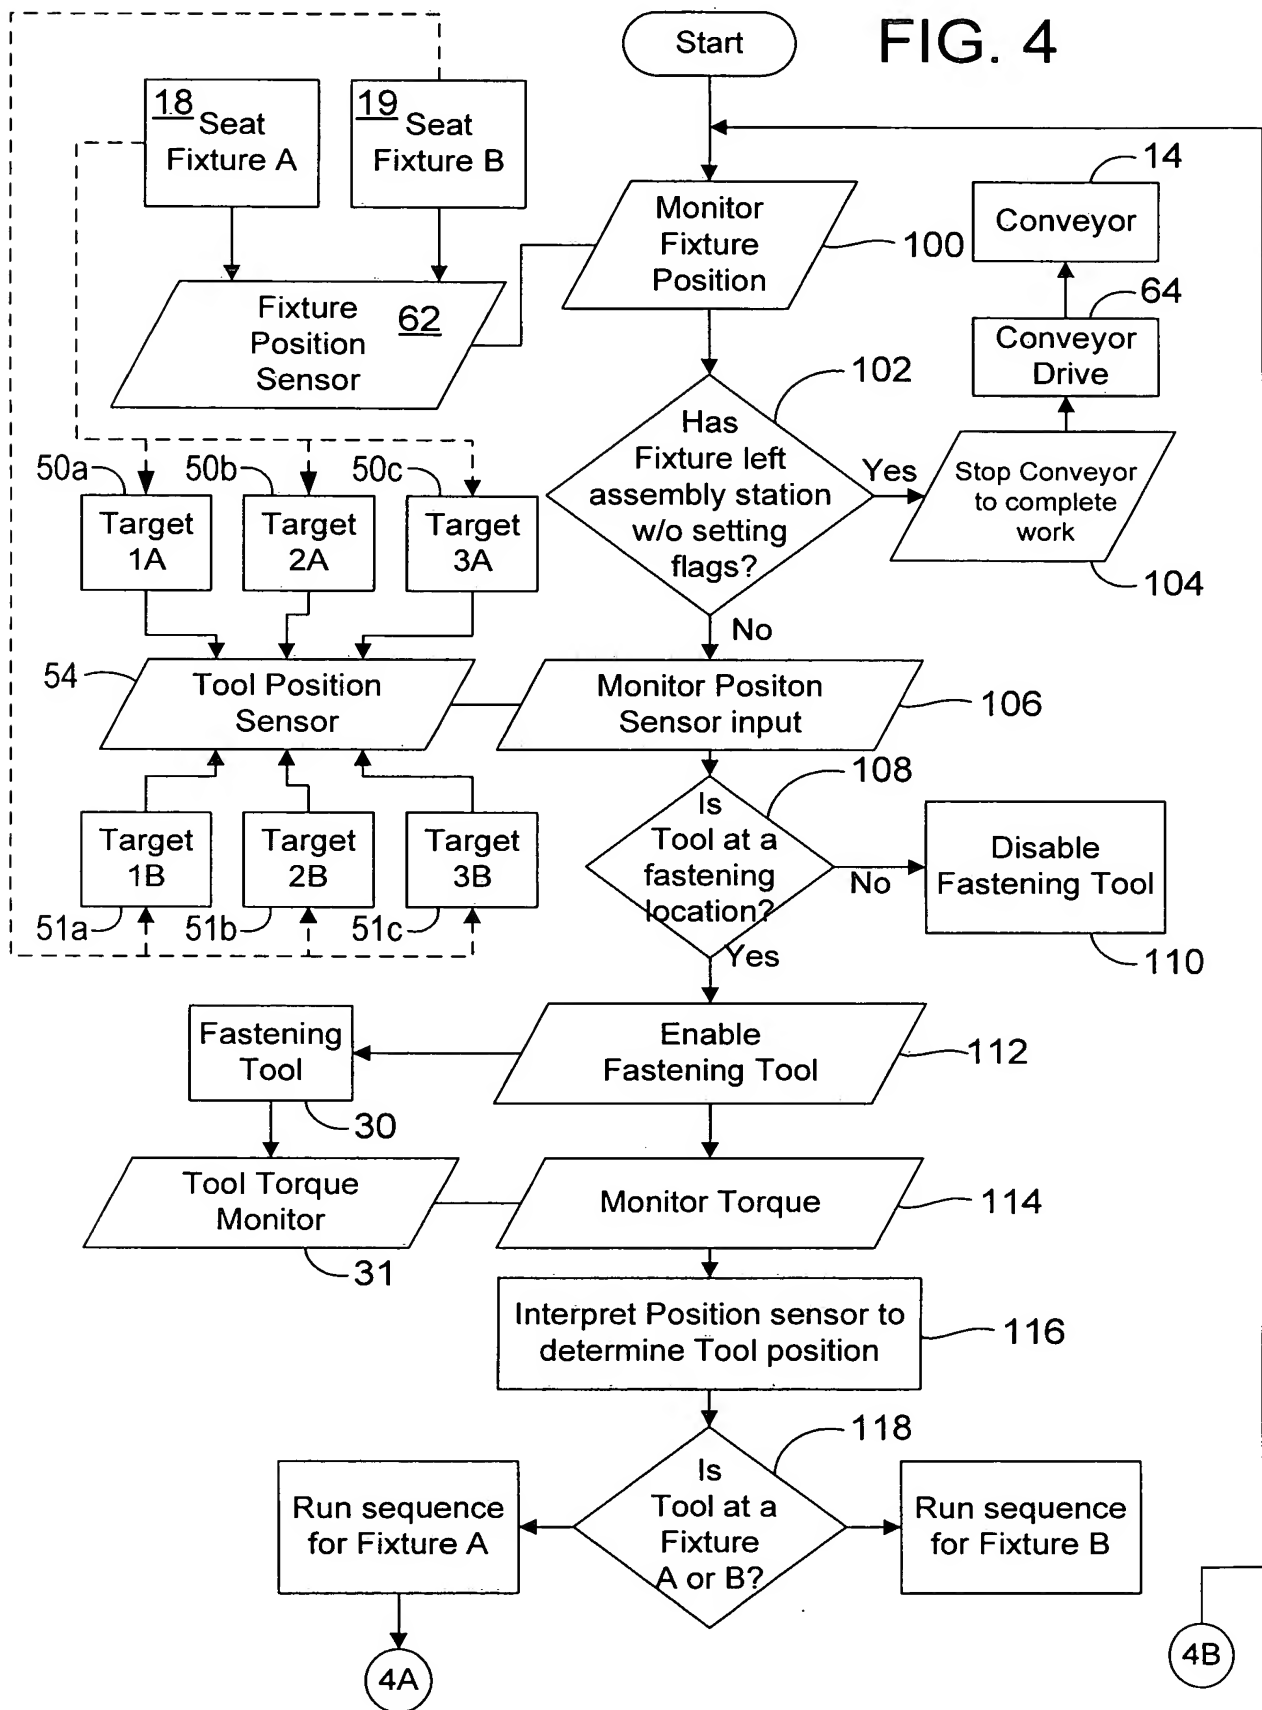 FIG. 4
Start
18
Seat
Fixture A
19
Seat
Fixture B
Monitor
Fixture
Position
100
14
Conveyor
64
Conveyor
Drive
Fixture
Position
Sensor
62
102
Has
Fixture left
assembly station
w/o setting
flags?
Yes
Stop Conveyor
to complete
work
104
No
50a
Target
1A
50b
Target
2A
50c
Target
3A
54
Tool Position
Sensor
Monitor Positon
Sensor input
106
108
Is
Tool at a
fastening
location?
No
Disable
Fastening Tool
110
Yes
Target
1B
51a
Target
2B
51b
Target
3B
51c
Fastening
Tool
30
Enable
Fastening Tool
112
Tool Torque
Monitor
31
Monitor Torque
114
Interpret Position sensor to
determine Tool position
116
118
Is
Tool at a
Fixture
A or B?
Run sequence
for Fixture A
Run sequence
for Fixture B
4A
4B